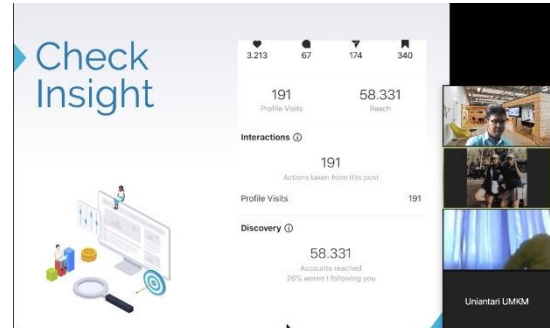 Check
Insight
3.213 67 174 340
191 58.331
Profile Visits Reach
Interactions
191
Actions taken from this post
Profile Visits 191
Discovery
58.331
Accounts reached
26% weren't following you
Uniantari UMKM